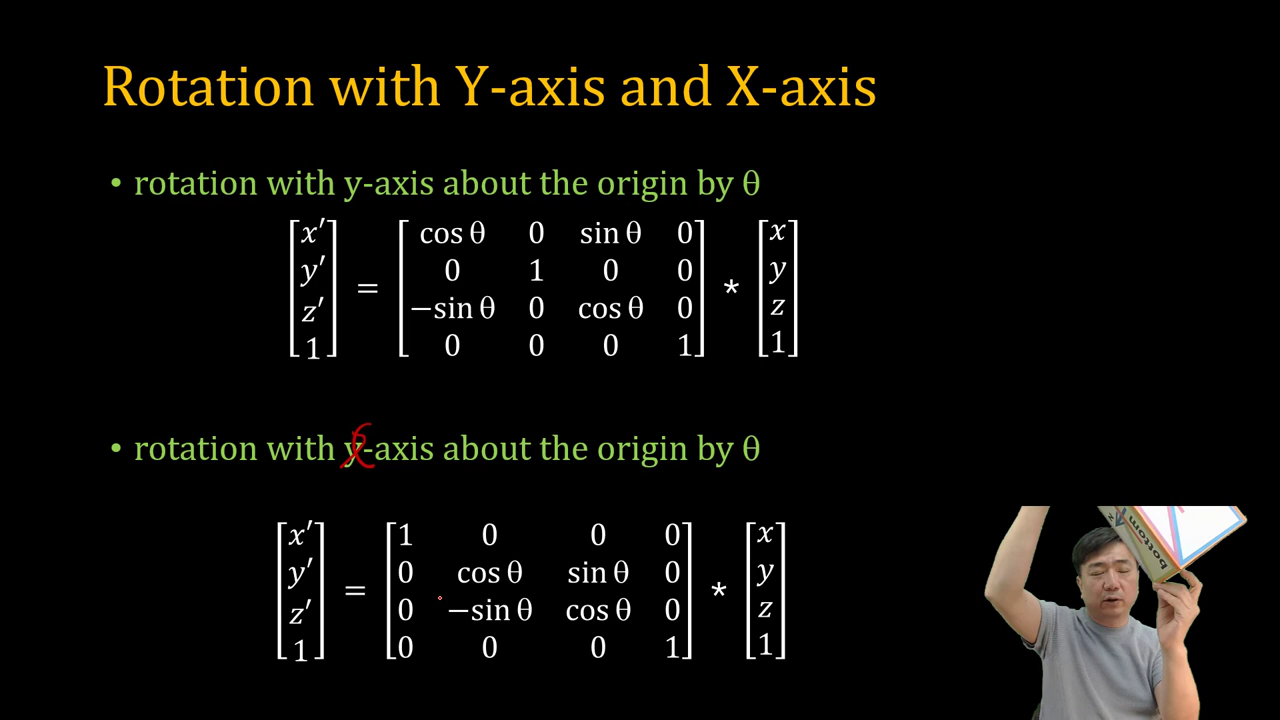 Rotation with Y-axis and X-axis
• rotation with y-axis about the origin by θ
[x′ y′ z′ 1] = [cos θ 0 sin θ 0; 0 1 0 0; −sin θ 0 cos θ 0; 0 0 0 1] * [x y z 1]
• rotation with y-axis about the origin by θ
x
[x′ y′ z′ 1] = [1 0 0 0; 0 cos θ sin θ 0; 0 −sin θ cos θ 0; 0 0 0 1] * [x y z 1]
bottom